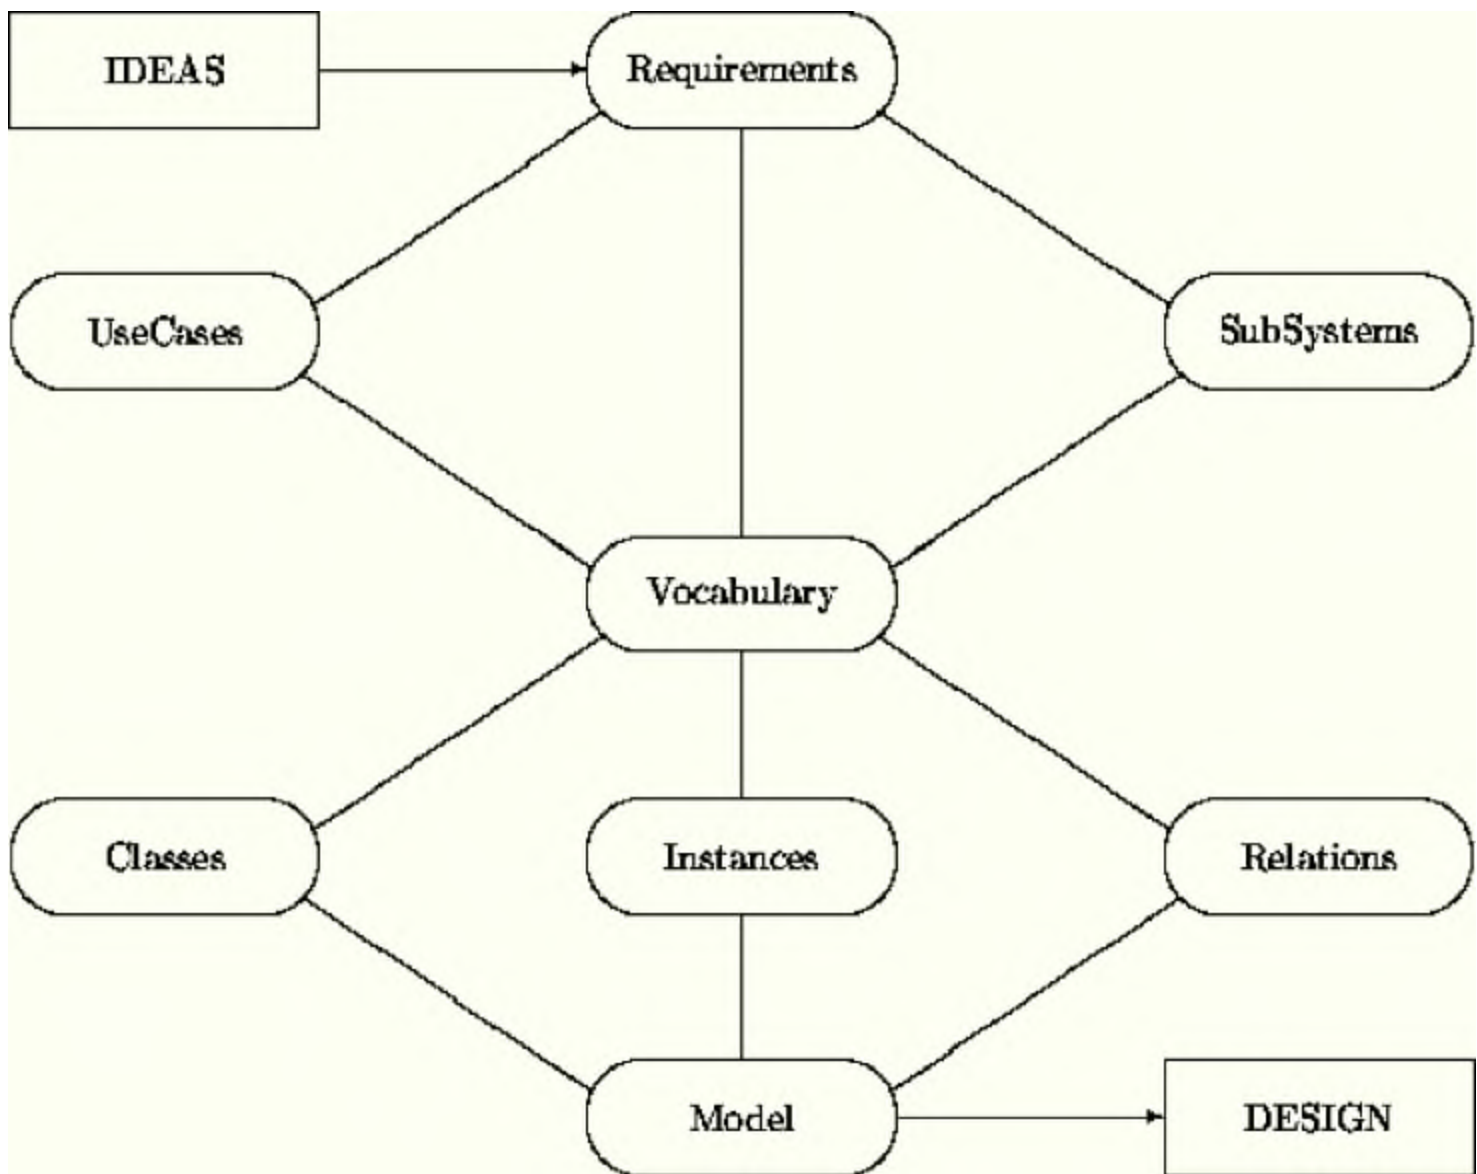 IDEAS
Requirements
UseCases
SubSystems
Vocabulary
Classes
Instances
Relations
Model
DESIGN